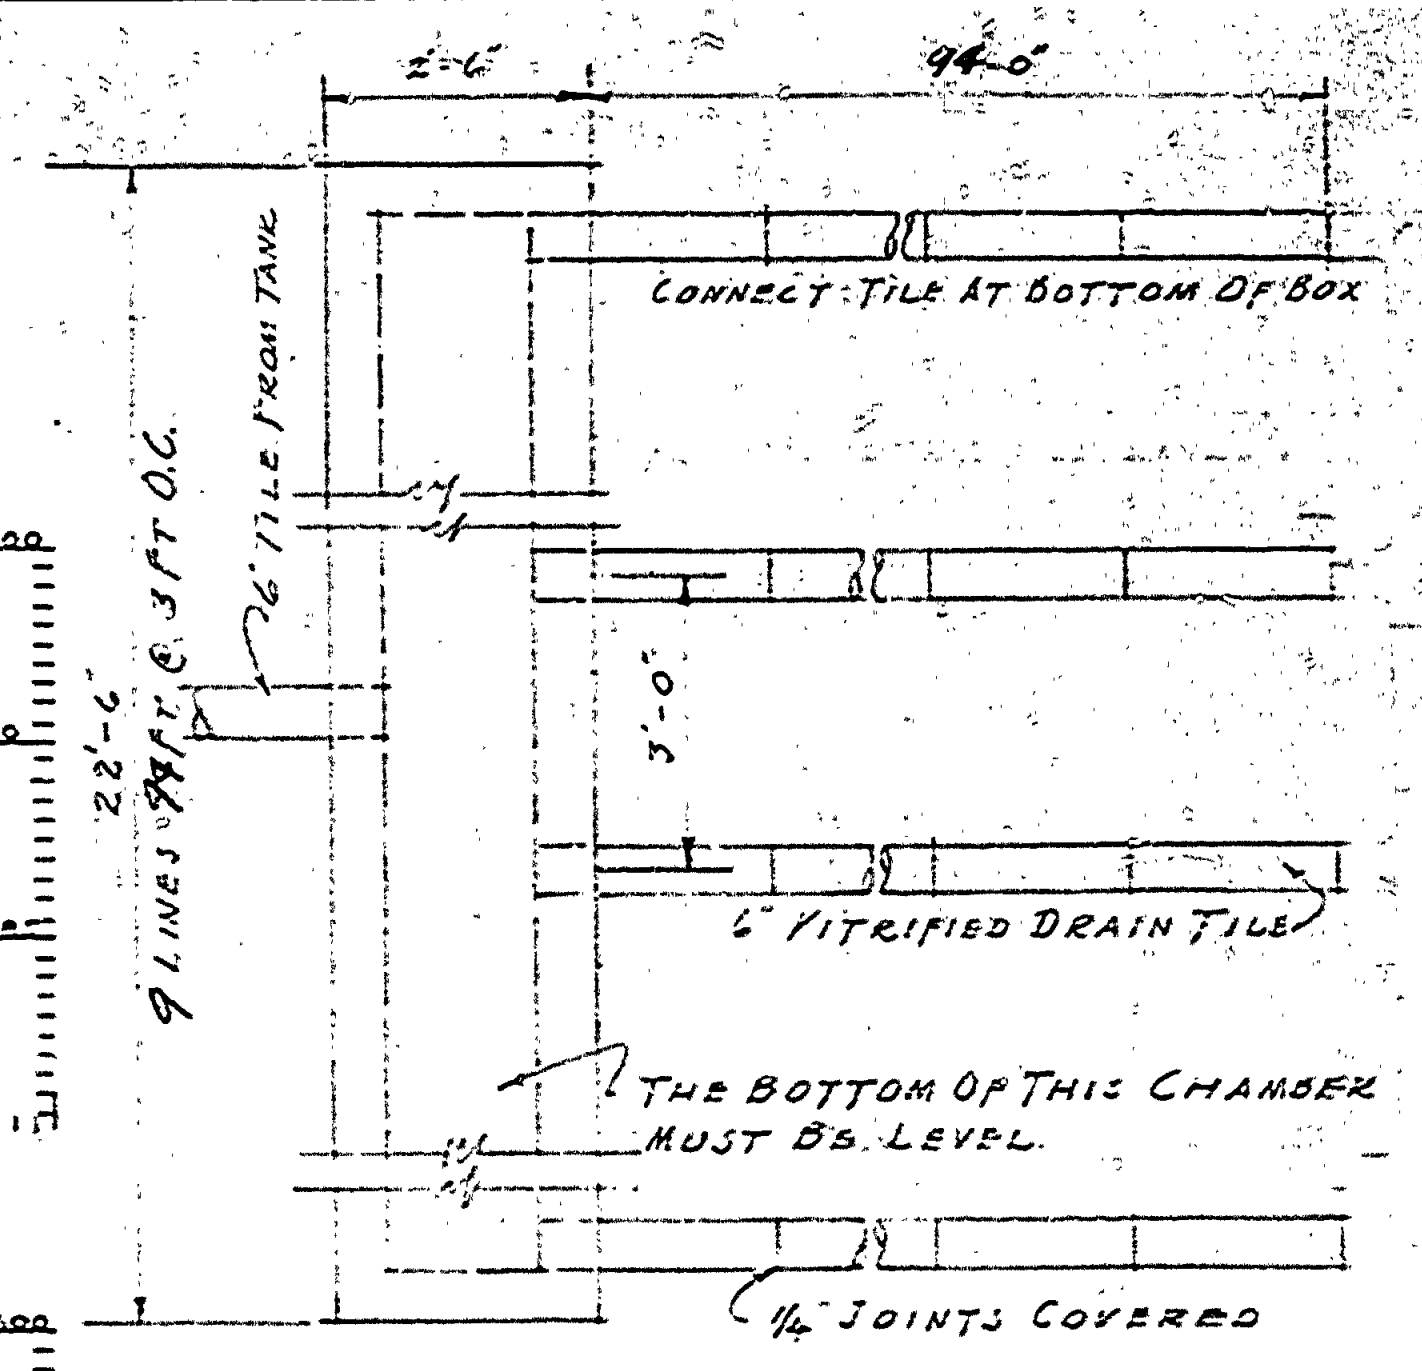 2'-6"
94-0"
CONNECT TILE AT BOTTOM OF BOX
6" TILE FROM TANK
9 LINES 94 FT @ 3 FT O.C.
22'-6"
3'-0"
6" VITRIFIED DRAIN TILE
THE BOTTOM OF THIS CHAMBER
MUST BE LEVEL.
1/4" JOINTS COVERED